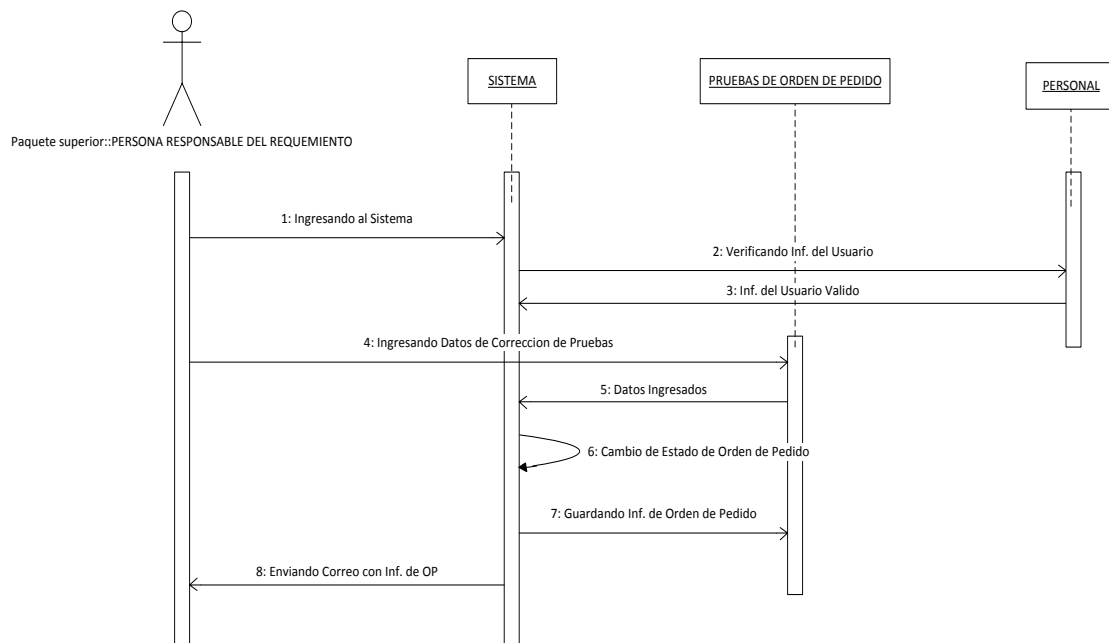 SISTEMA
PRUEBAS DE ORDEN DE PEDIDO
PERSONAL
Paquete superior::PERSONA RESPONSABLE DEL REQUEMIENTO
1: Ingresando al Sistema
2: Verificando Inf. del Usuario
3: Inf. del Usuario Valido
4: Ingresando Datos de Correccion de Pruebas
5: Datos Ingresados
6: Cambio de Estado de Orden de Pedido
7: Guardando Inf. de Orden de Pedido
8: Enviando Correo con Inf. de OP